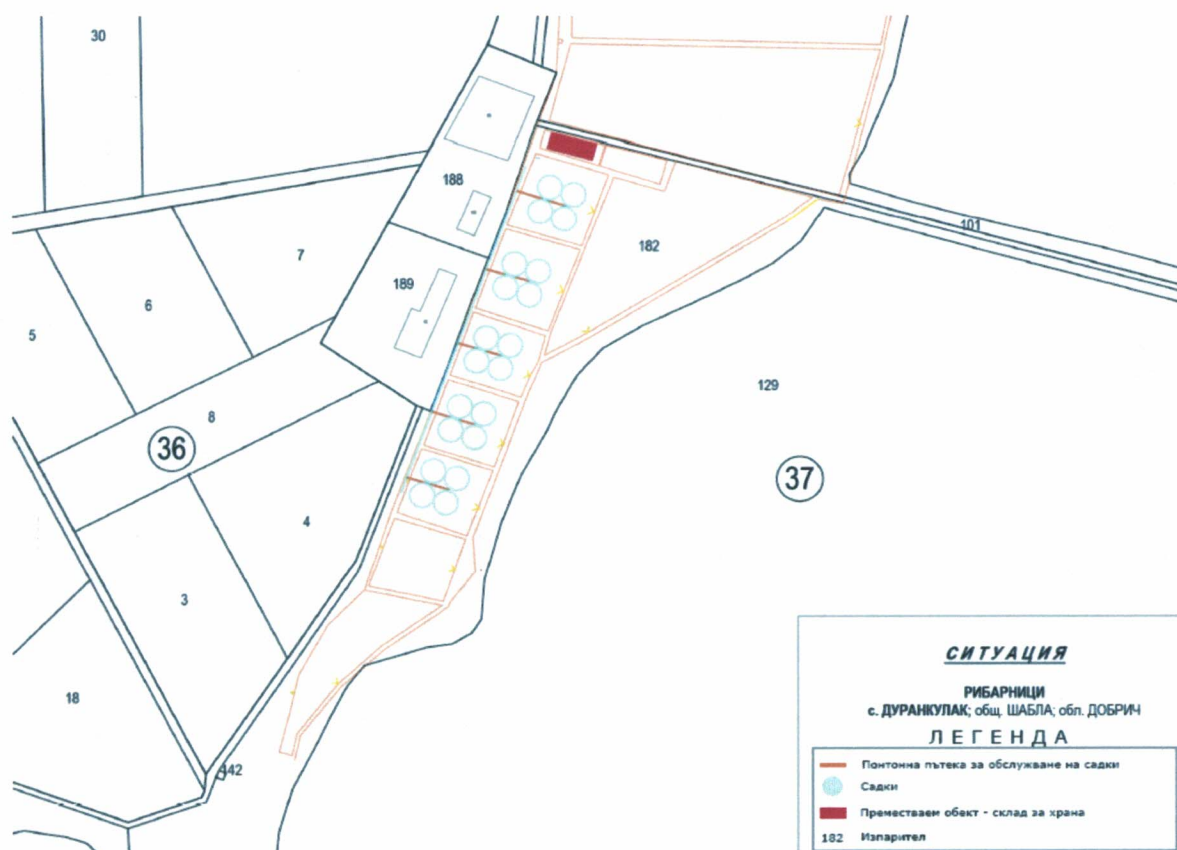 30
188
101
182
7
189
6
5
129
8
36
37
4
3
18
142
СИТУАЦИЯ
РИБАРНИЦИ
с. ДУРАНКУЛАК; общ. ШАБЛА; обл. ДОБРИЧ
ЛЕГЕНДА
Понтонна пътека за обслужване на садки
Садки
Преместваем обект - склад за храна
182 Изпарител